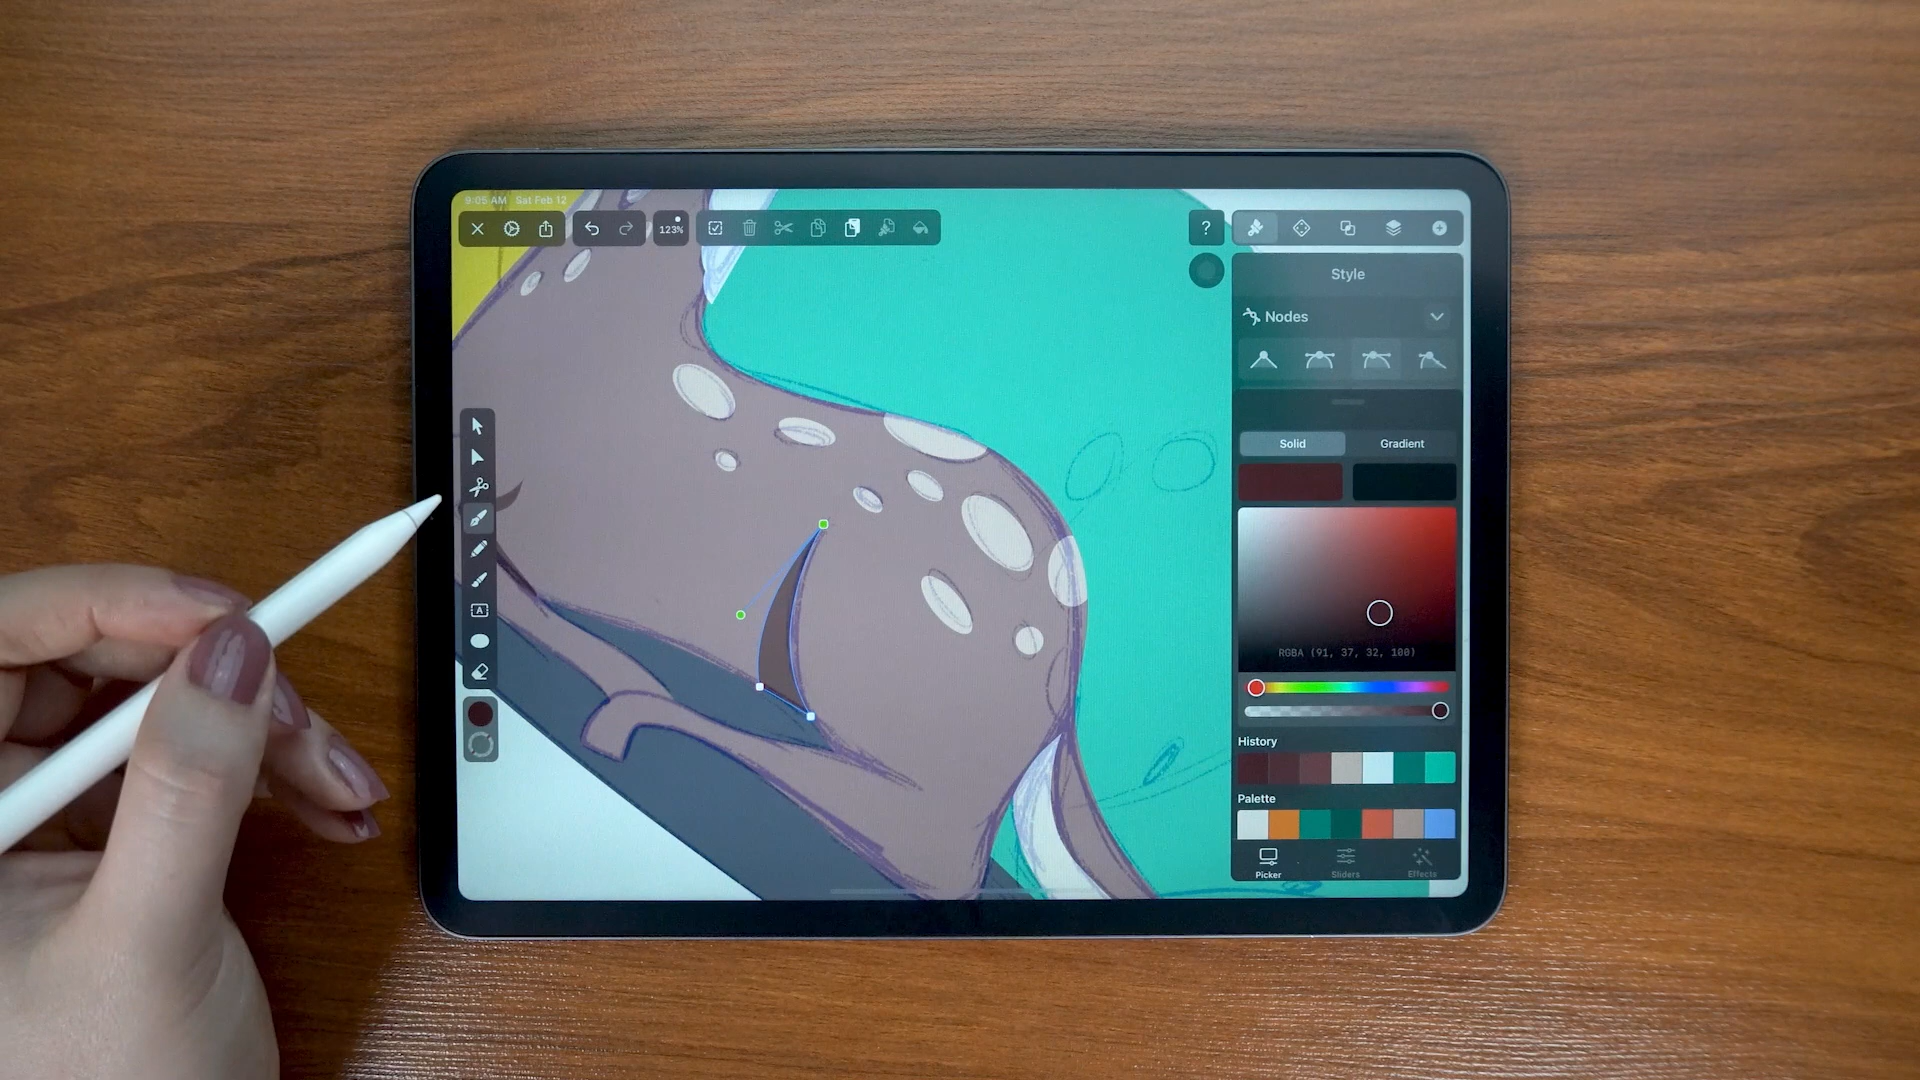 9:05 AM Sat Feb 12
123%
?
Style
Nodes
Solid Gradient
A
RGBA (91, 37, 32, 100)
History
Palette
Picker Sliders Effects